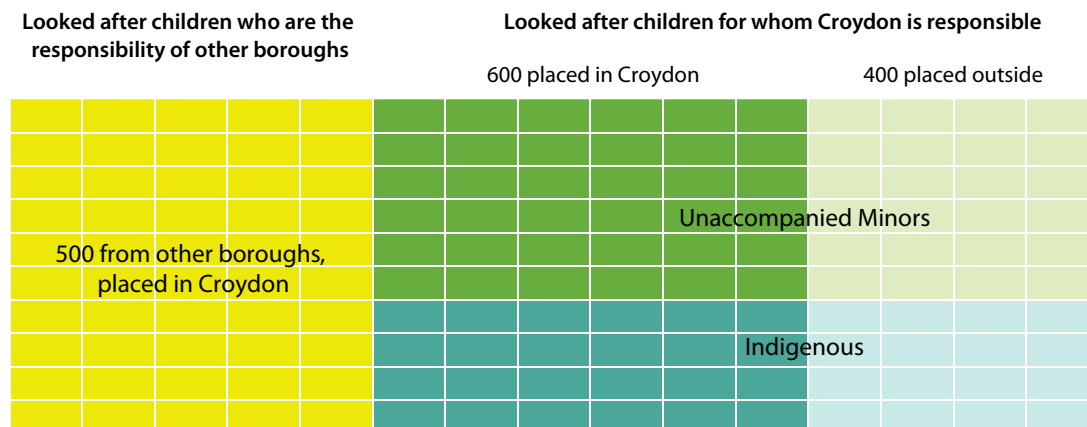 Looked after children who are the
responsibility of other boroughs
Looked after children for whom Croydon is responsible
600 placed in Croydon
400 placed outside
Unaccompanied Minors
500 from other boroughs,
placed in Croydon
Indigenous